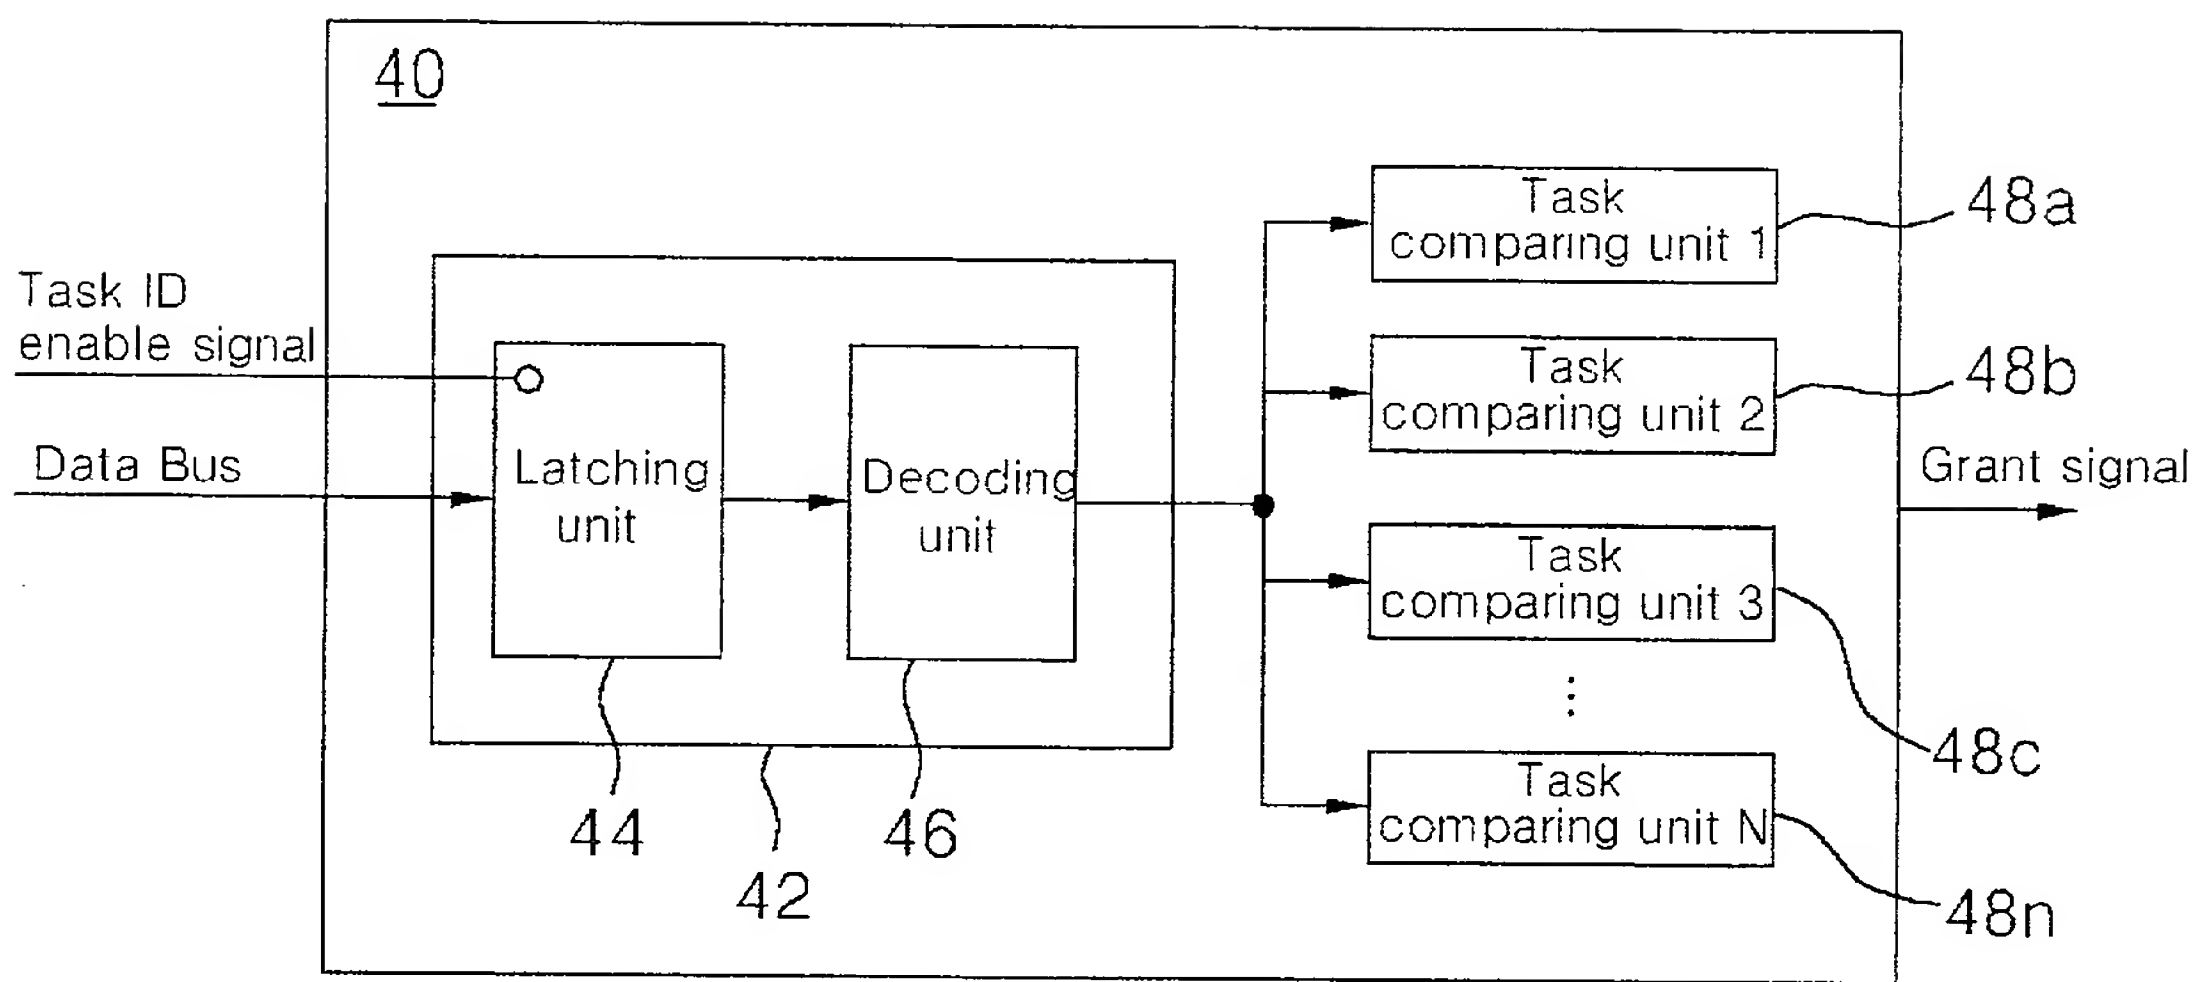 40
Task
comparing unit 1
48a
Task ID
enable signal
Task
comparing unit 2
48b
Data Bus
Latching
unit
Decoding
unit
Grant signal
Task
comparing unit 3
48c
Task
comparing unit N
44
46
42
48n